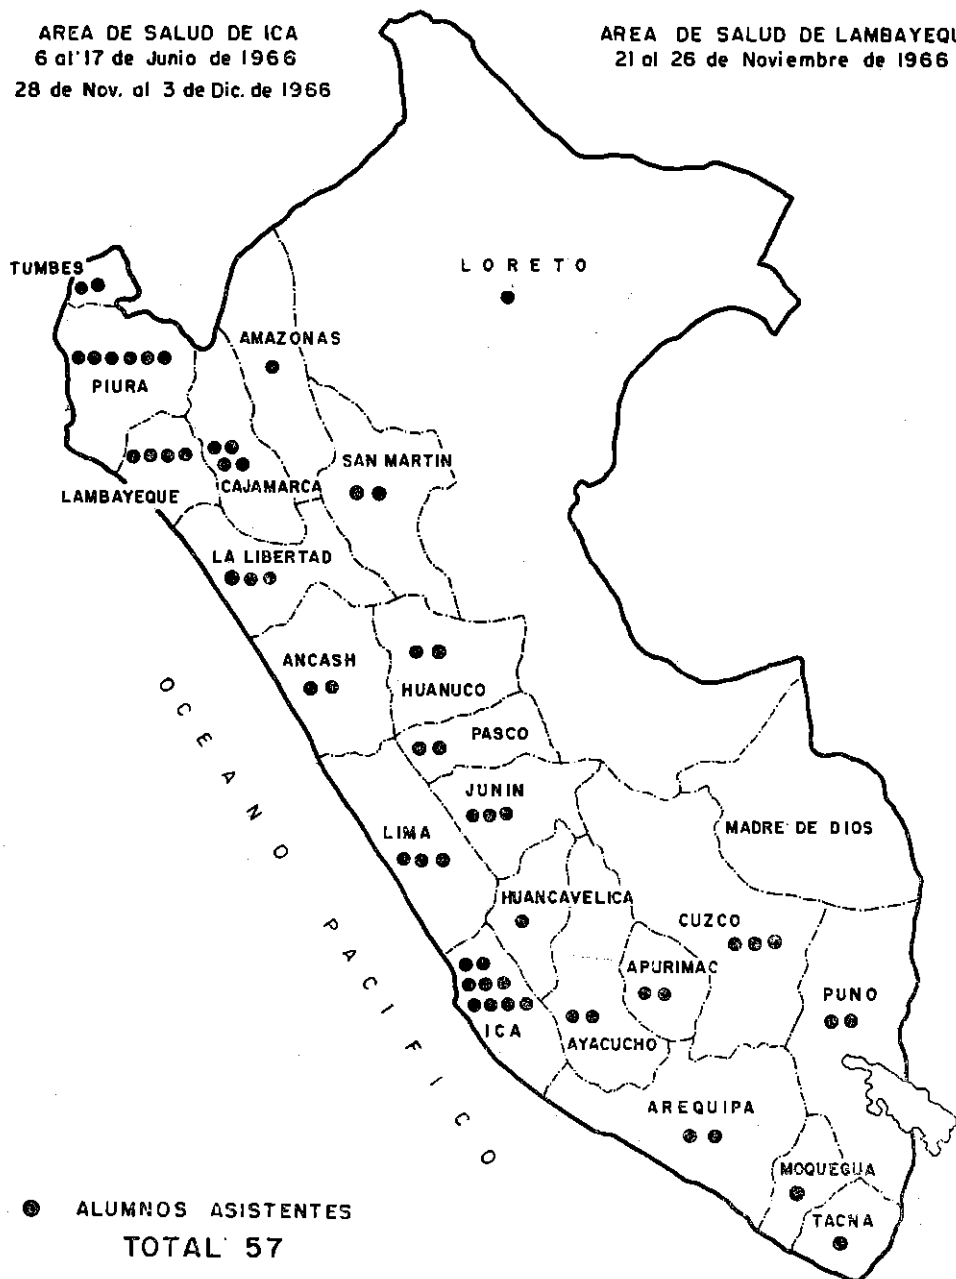 AREA DE SALUD DE ICA
6 al 17 de Junio de 1966
28 de Nov. al 3 de Dic. de 1966
AREA DE SALUD DE LAMBAYEQU
21 al 26 de Noviembre de 1966
TUMBES
LORETO
AMAZONAS
PIURA
SAN MARTIN
CAJAMARCA
LAMBAYEQUE
LA LIBERTAD
ANCASH
HUANUCO
PASCO
JUNIN
LIMA
MADRE DE DIOS
HUANCAVELICA
CUZCO
APURIMAC
PUNO
ICA
AYACUCHO
AREQUIPA
MOQUEGUA
TACNA
OCEANO PACIFICO
ALUMNOS ASISTENTES
TOTAL 57